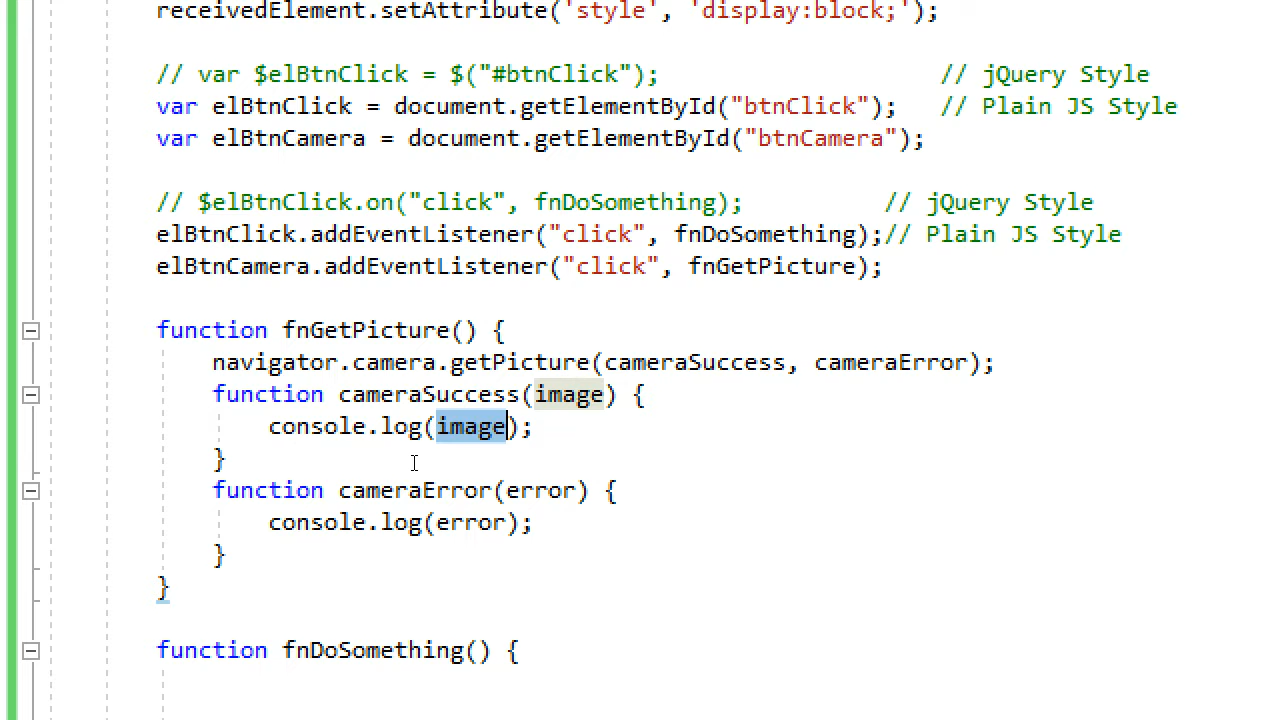 receivedElement.setAttribute('style', 'display:block;');
// var $elBtnClick = $("#btnClick"); // jQuery Style
var elBtnClick = document.getElementById("btnClick"); // Plain JS Style
var elBtnCamera = document.getElementById("btnCamera");
// $elBtnClick.on("click", fnDoSomething); // jQuery Style
elBtnClick.addEventListener("click", fnDoSomething);// Plain JS Style
elBtnCamera.addEventListener("click", fnGetPicture);
function fnGetPicture() {
navigator.camera.getPicture(cameraSuccess, cameraError);
function cameraSuccess(image) {
console.log(image);
}
function cameraError(error) {
console.log(error);
}
}
function fnDoSomething() {